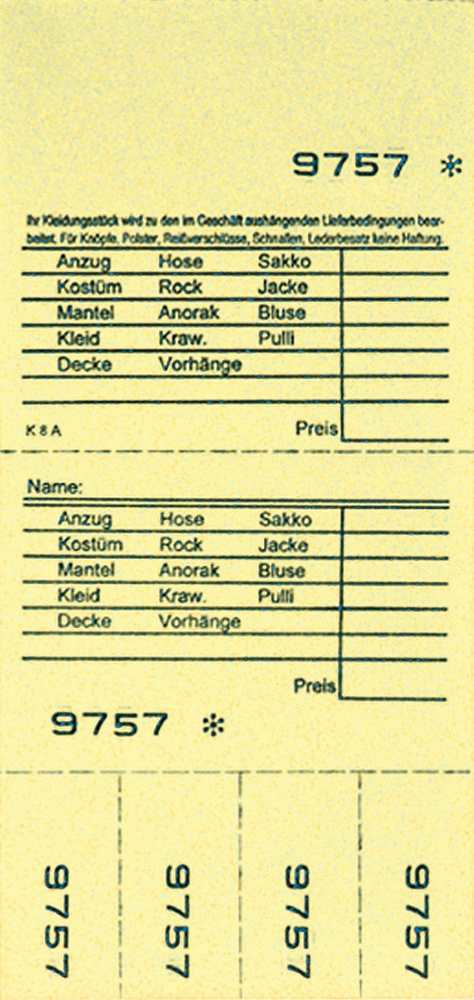 9757 *
Ihr Kleidungsstück wird zu den im Geschäft aushängenden Lieferbedingungen bear-
beitet. Für Knöpfe, Polster, Reißverschlüsse, Schnallen, Lederbesatz keine Haftung.
Anzug Hose Sakko
Kostüm Rock Jacke
Mantel Anorak Bluse
Kleid Kraw. Pulli
Decke Vorhänge
K 8 A Preis
Name:
Anzug Hose Sakko
Kostüm Rock Jacke
Mantel Anorak Bluse
Kleid Kraw. Pulli
Decke Vorhänge
Preis
9757 *
9757 9757 9757 9757